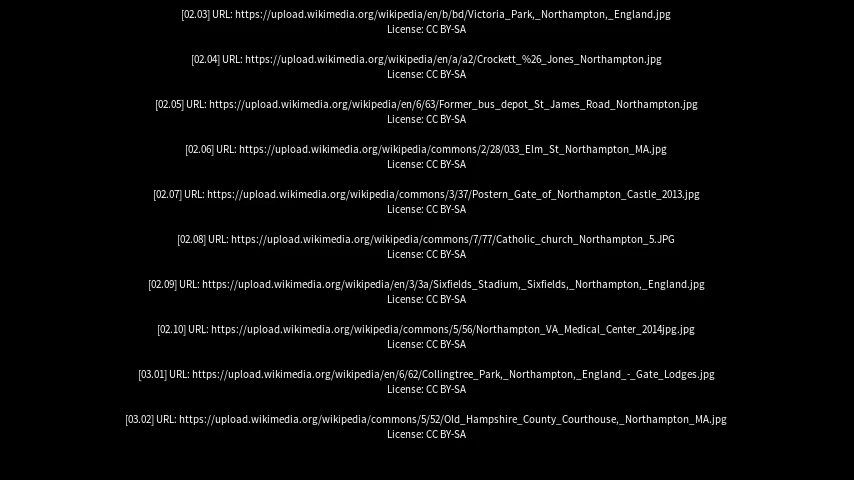 [02.03] URL: https://upload.wikimedia.org/wikipedia/en/b/bd/Victoria_Park,_Northampton,_England.jpg
License: CC BY-SA
[02.04] URL: https://upload.wikimedia.org/wikipedia/en/a/a2/Crockett_%26_Jones_Northampton.jpg
License: CC BY-SA
[02.05] URL: https://upload.wikimedia.org/wikipedia/en/6/63/Former_bus_depot_St_James_Road_Northampton.jpg
License: CC BY-SA
[02.06] URL: https://upload.wikimedia.org/wikipedia/commons/2/28/033_Elm_St_Northampton_MA.jpg
License: CC BY-SA
[02.07] URL: https://upload.wikimedia.org/wikipedia/commons/3/37/Postern_Gate_of_Northampton_Castle_2013.jpg
License: CC BY-SA
[02.08] URL: https://upload.wikimedia.org/wikipedia/commons/7/77/Catholic_church_Northampton_5.JPG
License: CC BY-SA
[02.09] URL: https://upload.wikimedia.org/wikipedia/en/3/3a/Sixfields_Stadium,_Sixfields,_Northampton,_England.jpg
License: CC BY-SA
[02.10] URL: https://upload.wikimedia.org/wikipedia/commons/5/56/Northampton_VA_Medical_Center_2014jpg.jpg
License: CC BY-SA
[03.01] URL: https://upload.wikimedia.org/wikipedia/en/6/62/Collingtree_Park,_Northampton,_England_-_Gate_Lodges.jpg
License: CC BY-SA
[03.02] URL: https://upload.wikimedia.org/wikipedia/commons/5/52/Old_Hampshire_County_Courthouse,_Northampton_MA.jpg
License: CC BY-SA